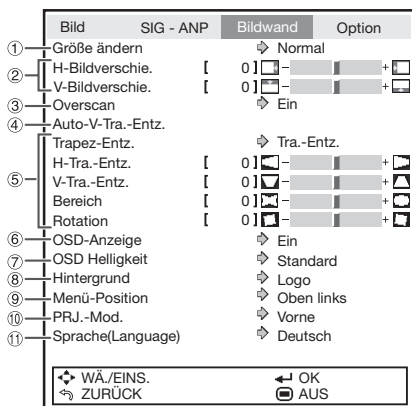 Bild SIG - ANP Bildwand Option
① Größe ändern Normal
② H-Bildverschie. [ 0 ] - +
V-Bildverschie. [ 0 ] - +
③ Overscan Ein
④ Auto-V-Tra.-Entz.
⑤ Trapez-Entz. Tra.-Entz.
H-Tra.-Entz. [ 0 ] - +
V-Tra.-Entz. [ 0 ] - +
Bereich [ 0 ] - +
Rotation [ 0 ] - +
⑥ OSD-Anzeige Ein
⑦ OSD Helligkeit Standard
⑧ Hintergrund Logo
⑨ Menü-Position Oben links
⑩ PRJ.-Mod. Vorne
⑪ Sprache(Language) Deutsch
WÄ./EINS. OK
ZURÜCK AUS